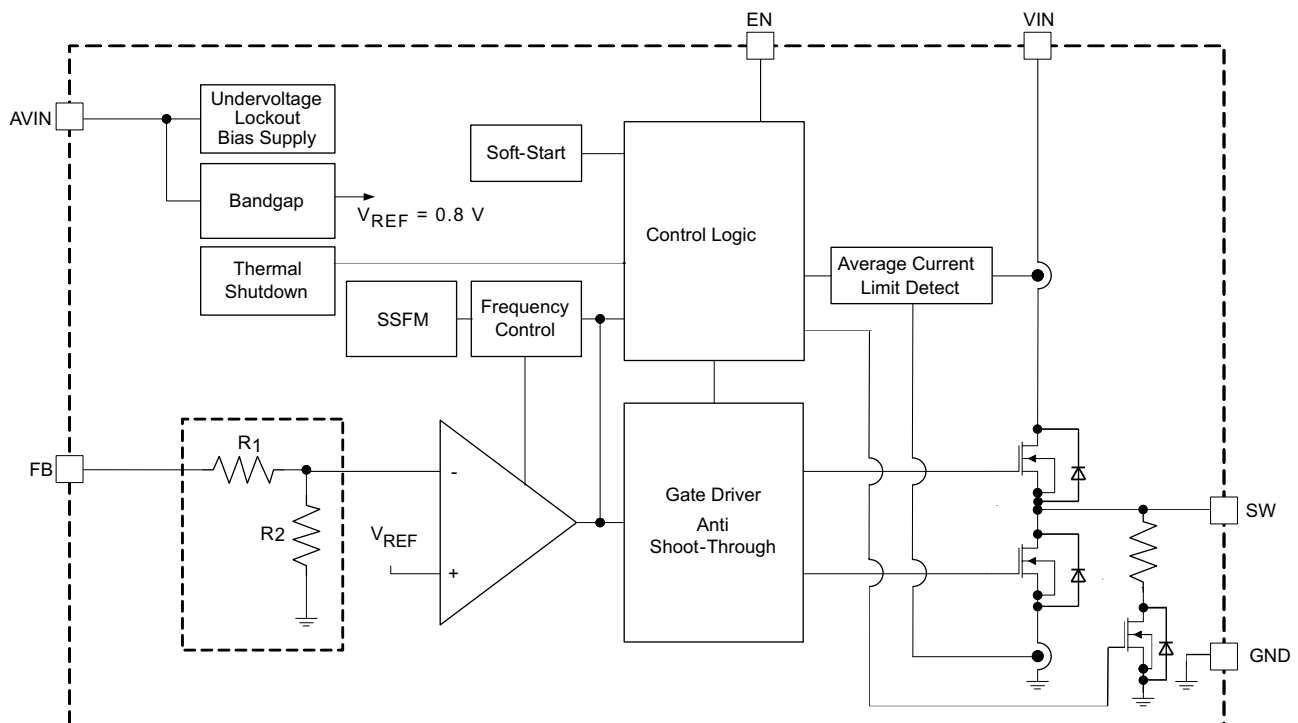 EN
VIN
AVIN
Undervoltage
Lockout
Bias Supply
Soft-Start
Bandgap
VREF = 0.8 V
Control Logic
Thermal
Shutdown
Average Current
Limit Detect
SSFM
Frequency
Control
R1
FB
-
Gate Driver
Anti
Shoot-Through
SW
R2
VREF
+
GND